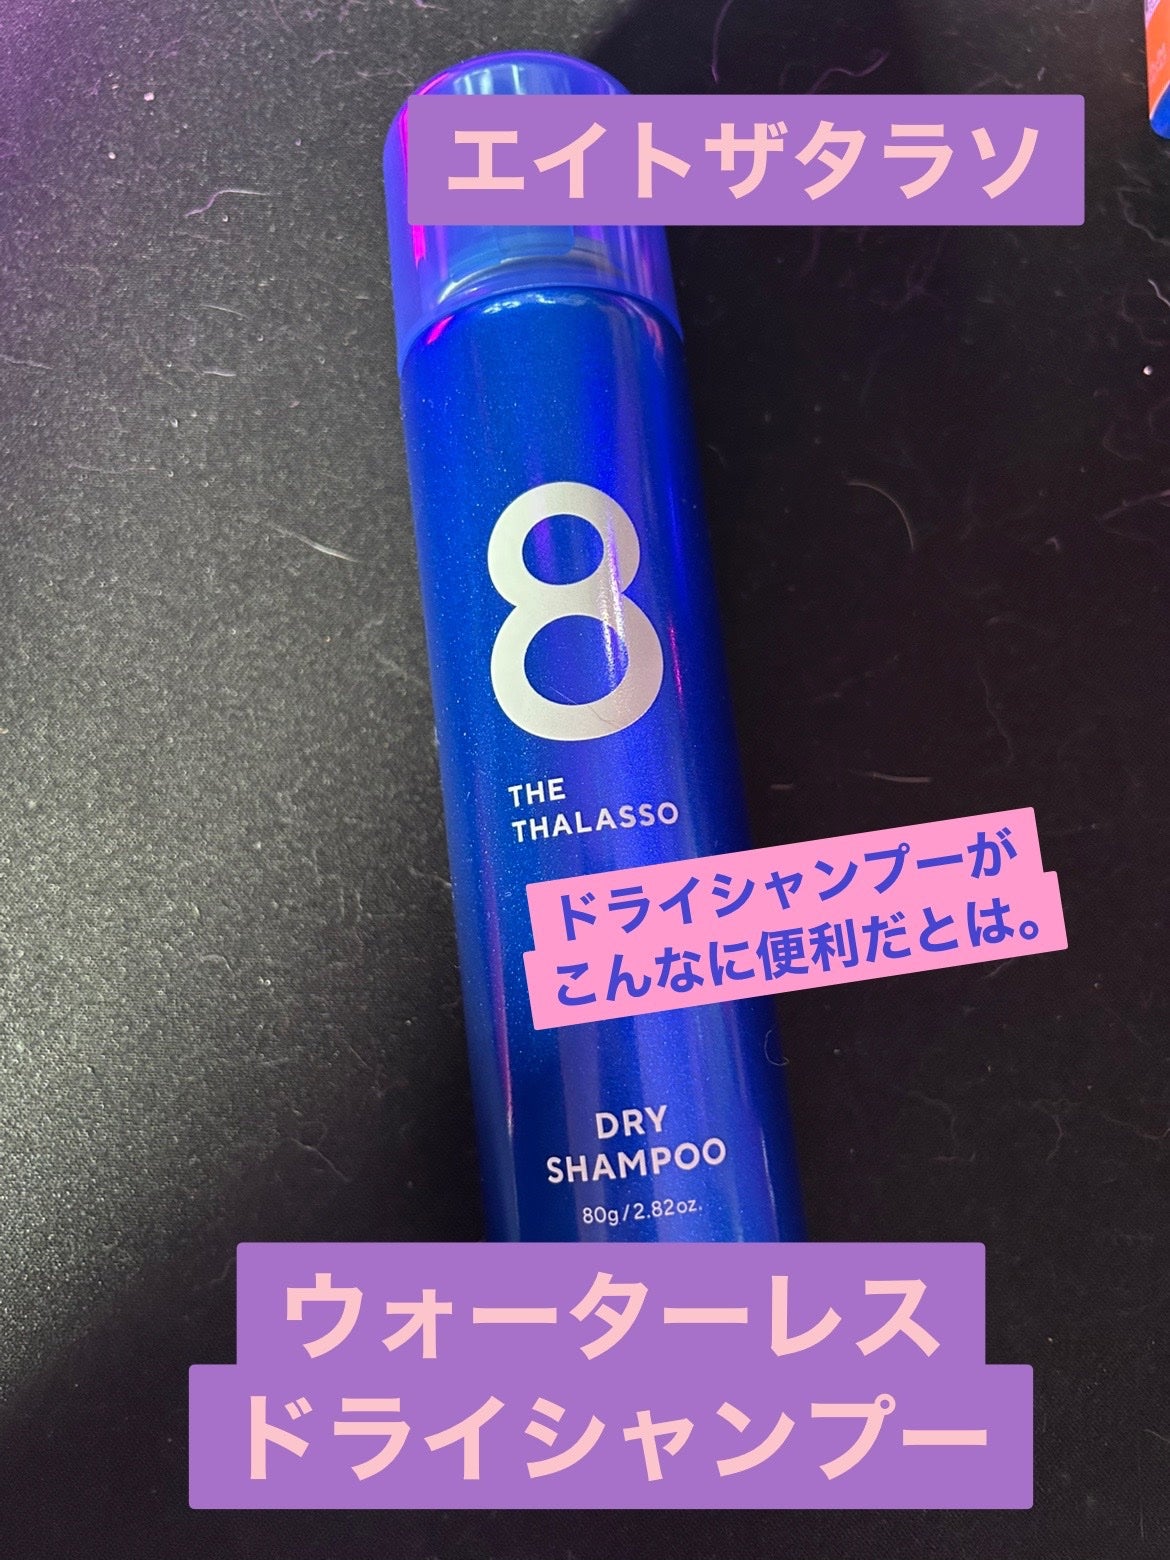 エイトザタラソ
8
THE
THALASSO
ドライシャンプーが
こんなに便利だとは。
DRY
SHAMPOO
80g/2.82oz.
ウォーターレス
ドライシャンプー